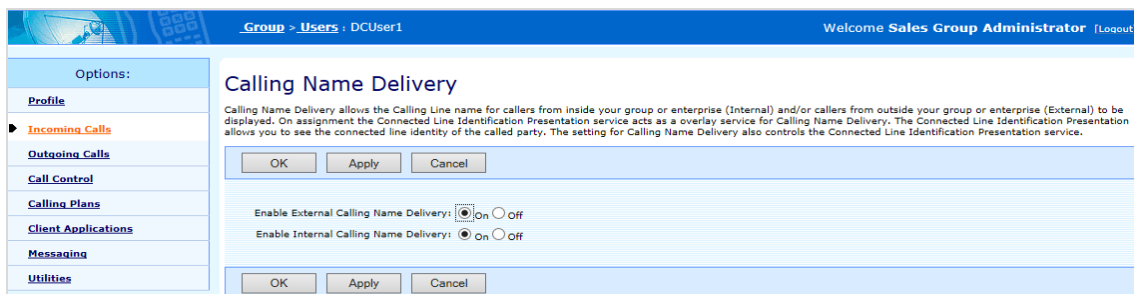 Group > Users : DCUser1
Welcome Sales Group Administrator [Logout
Options:
Profile
Incoming Calls
Outgoing Calls
Call Control
Calling Plans
Client Applications
Messaging
Utilities
Calling Name Delivery
Calling Name Delivery allows the Calling Line name for callers from inside your group or enterprise (Internal) and/or callers from outside your group or enterprise (External) to be
displayed. On assignment the Connected Line Identification Presentation service acts as a overlay service for Calling Name Delivery. The Connected Line Identification Presentation
allows you to see the connected line identity of the called party. The setting for Calling Name Delivery also controls the Connected Line Identification Presentation service.
OK Apply Cancel
Enable External Calling Name Delivery: On Off
Enable Internal Calling Name Delivery: On Off
OK Apply Cancel